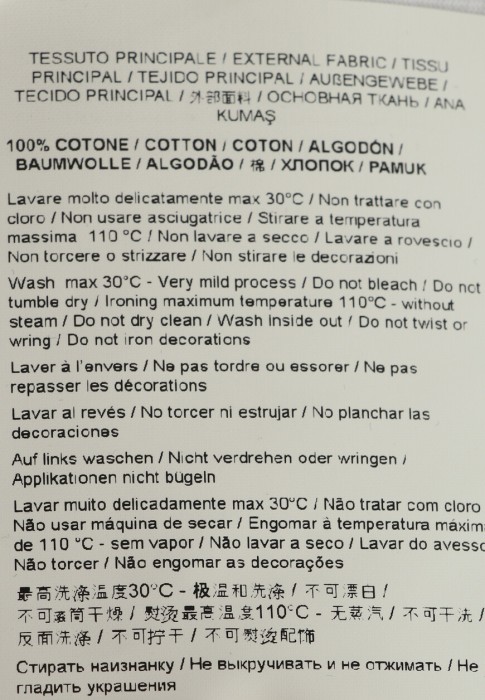 TESSUTO PRINCIPALE / EXTERNAL FABRIC / TISSU
PRINCIPAL / TEJIDO PRINCIPAL / AUßENGEWEBE /
TECIDO PRINCIPAL / 外部面料 / ОСНОВНАЯ ТКАНЬ / ANA
KUMAŞ
100% COTONE / COTTON / COTON / ALGODÓN /
BAUMWOLLE / ALGODÃO / 棉 / ХЛОПОК / PAMUK
Lavare molto delicatamente max 30°C / Non trattare con
cloro / Non usare asciugatrice / Stirare a temperatura
massima 110 °C / Non lavare a secco / Lavare a rovescio /
Non torcere o strizzare / Non stirare le decorazioni
Wash max 30°C - Very mild process / Do not bleach / Do not
tumble dry / Ironing maximum temperature 110°C - without
steam / Do not dry clean / Wash Inside out / Do not twist or
wring / Do not iron decorations
Laver à l'envers / Ne pas tordre ou essorer / Ne pas
repasser les décorations
Lavar al revés / No torcer ni estrujar / No planchar las
decoraciones
Auf links waschen / Nicht verdrehen oder wringen /
Applikationen nicht bügeln
Lavar muito delicadamente max 30°C / Não tratar com cloro
Não usar máquina de secar / Engomar à temperatura máxim
de 110 °C - sem vapor / Não lavar a seco / Lavar do avesso
Não torcer / Não engomar as decorações
最高洗涤温度30°C - 极温和洗涤 / 不可漂白 /
不可滚筒干燥 / 熨烫最高温度110°C - 无蒸汽 / 不可干洗 /
反面洗涤 / 不可拧干 / 不可熨烫配饰
Стирать наизнанку / Не выкручивать и не отжимать / Не
гладить украшения